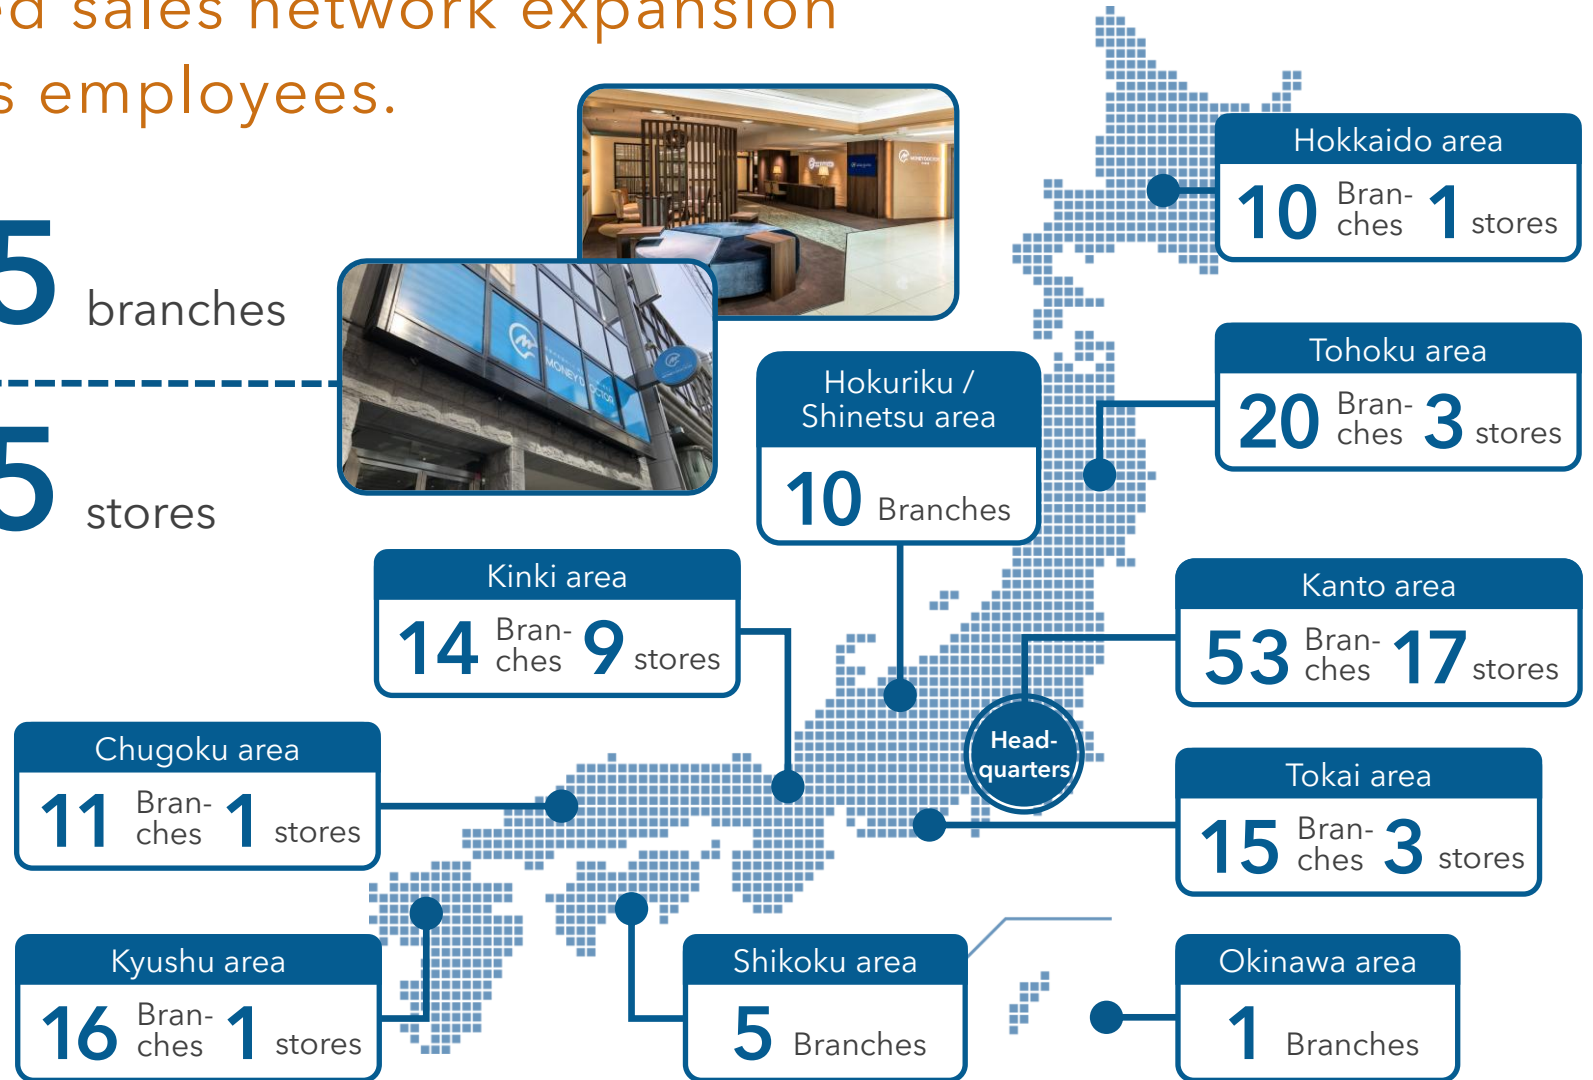 ed sales network expansion
s employees.
5 branches
5 stores
MONEY DOCTOR
Hokkaido area
10 Bran-
ches 1 stores
Tohoku area
20 Bran-
ches 3 stores
Hokuriku /
Shinetsu area
10 Branches
Kinki area
14 Bran-
ches 9 stores
Kanto area
53 Bran-
ches 17 stores
Head-
quarters
Chugoku area
11 Bran-
ches 1 stores
Tokai area
15 Bran-
ches 3 stores
Kyushu area
16 Bran-
ches 1 stores
Shikoku area
5 Branches
Okinawa area
1 Branches